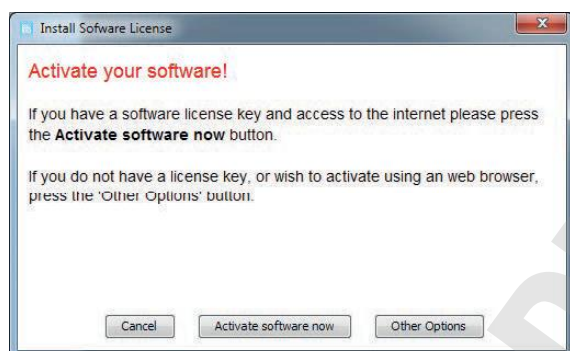 Install Sofware License
Activate your software!
If you have a software license key and access to the internet please press
the Activate software now button.
If you do not have a license key, or wish to activate using an web browser,
press the 'Other Options' button.
Cancel
Activate software now
Other Options